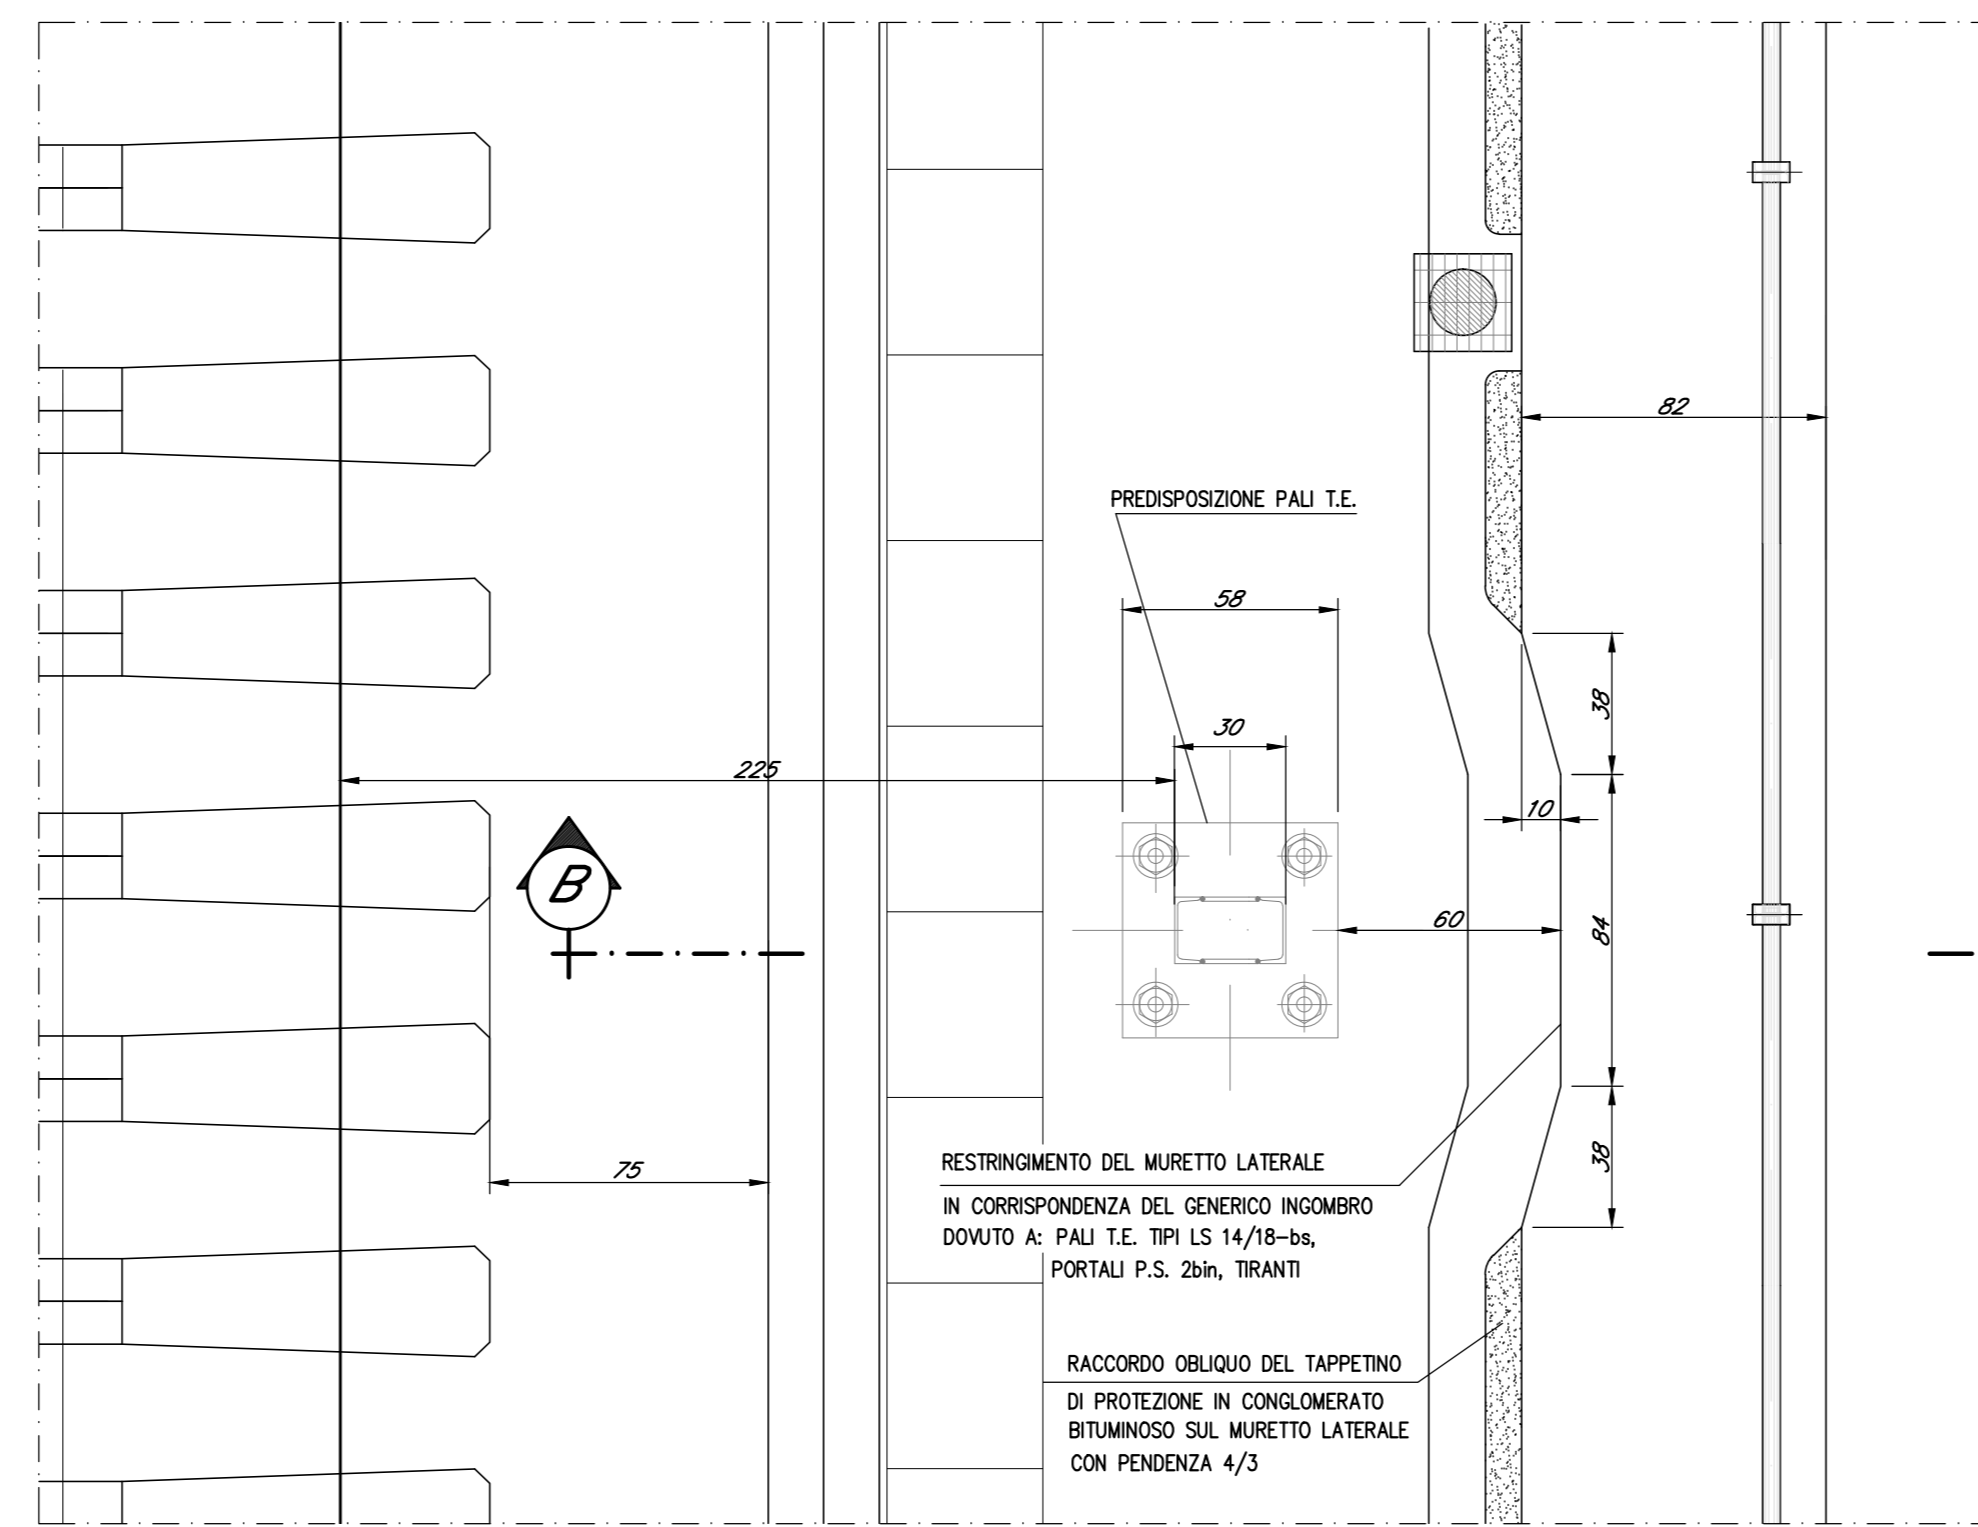 82
PREDISPOSIZIONE PALI T.E.
58
38
30
225
10
B
60
84
RESTRINGIMENTO DEL MURETTO LATERALE
IN CORRISPONDENZA DEL GENERICO INGOMBRO
DOVUTO A: PALI T.E. TIPI LS 14/18-bs,
PORTALI P.S. 2bin, TIRANTI
75
38
RACCORDO OBLIQUO DEL TAPPETINO
DI PROTEZIONE IN CONGLOMERATO
BITUMINOSO SUL MURETTO LATERALE
CON PENDENZA 4/3